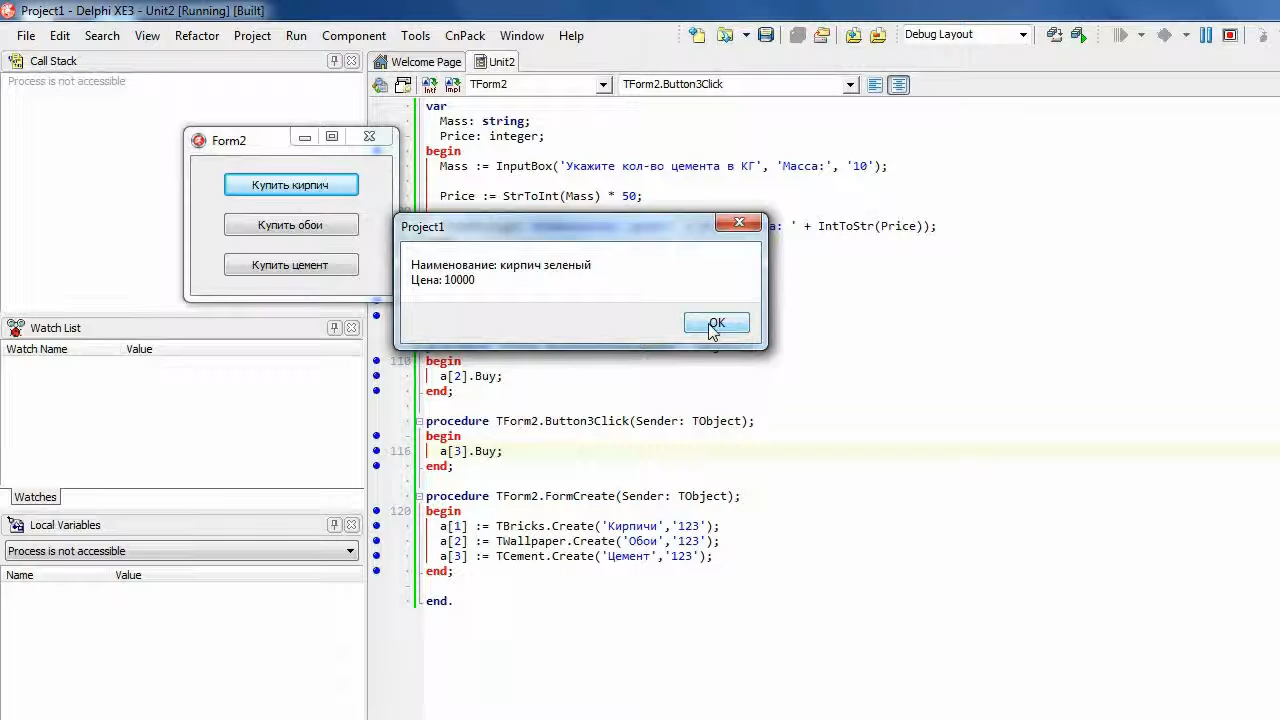 Project1 - Delphi XE3 - Unit2 [Running] [Built]
File Edit Search View Refactor Project Run Component Tools CnPack Window Help
Debug Layout
Call Stack
Process is not accessible
Welcome Page Unit2
TForm2 TForm2.Button3Click
Form2
Купить кирпич
Купить обои
Купить цемент
var
Mass: string;
Price: integer;
begin
Mass := InputBox('Укажите кол-во цемента в КГ', 'Масса:', '10');
Price := StrToInt(Mass) * 50;
а: ' + IntToStr(Price));
Project1
Наименование: кирпич зеленый
Цена: 10000
OK
110 begin
a[2].Buy;
end;
procedure TForm2.Button3Click(Sender: TObject);
begin
116 a[3].Buy;
end;
procedure TForm2.FormCreate(Sender: TObject);
120 begin
a[1] := TBricks.Create('Кирпичи','123');
a[2] := TWallpaper.Create('Обои','123');
a[3] := TCement.Create('Цемент','123');
end;
end.
Watch List
Watch Name Value
Watches
Local Variables
Process is not accessible
Name Value